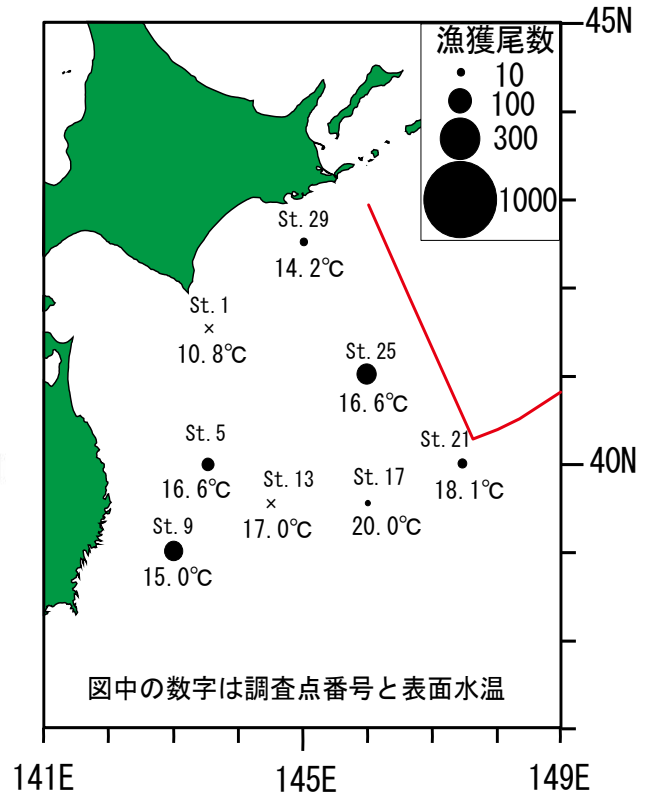 45N
漁獲尾数
10
100
300
1000
St.29
14.2℃
St.1
10.8℃
St.25
16.6℃
St.21
18.1℃
40N
St.5
16.6℃
St.13
17.0℃
St.17
20.0℃
St.9
15.0℃
図中の数字は調査点番号と表面水温
141E
145E
149E